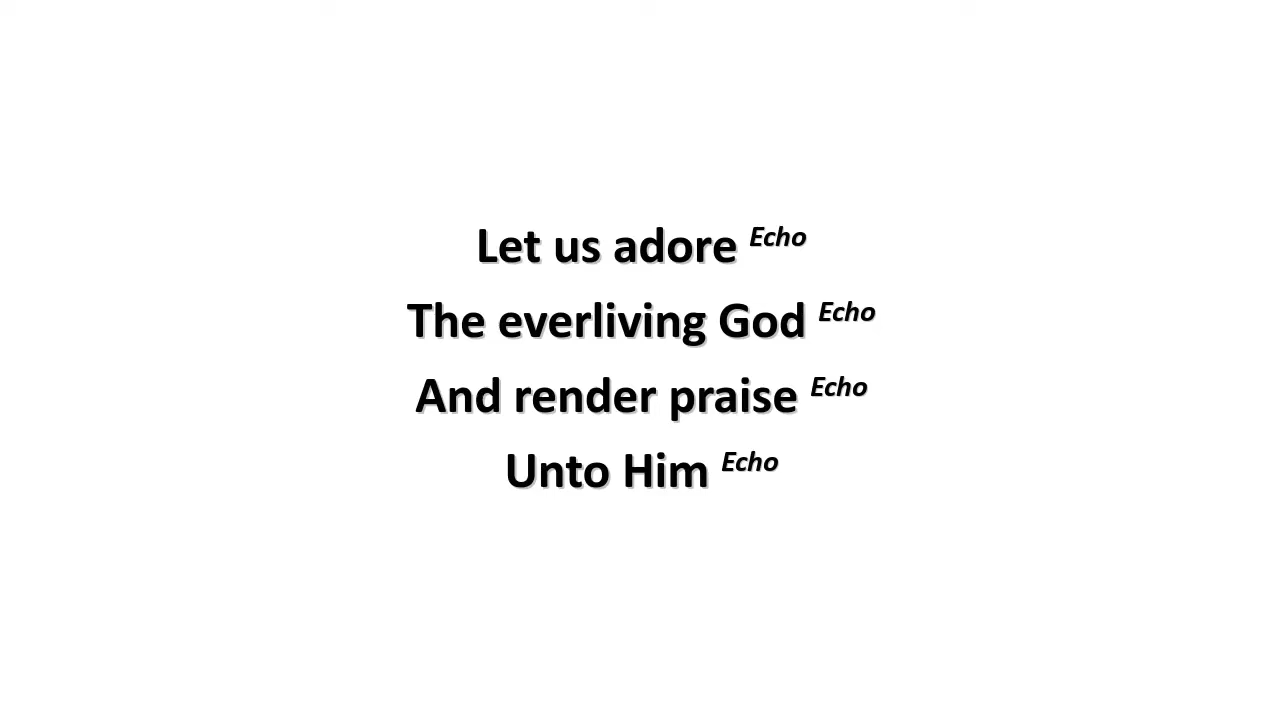 Let us adore Echo
The everliving God Echo
And render praise Echo
Unto Him Echo